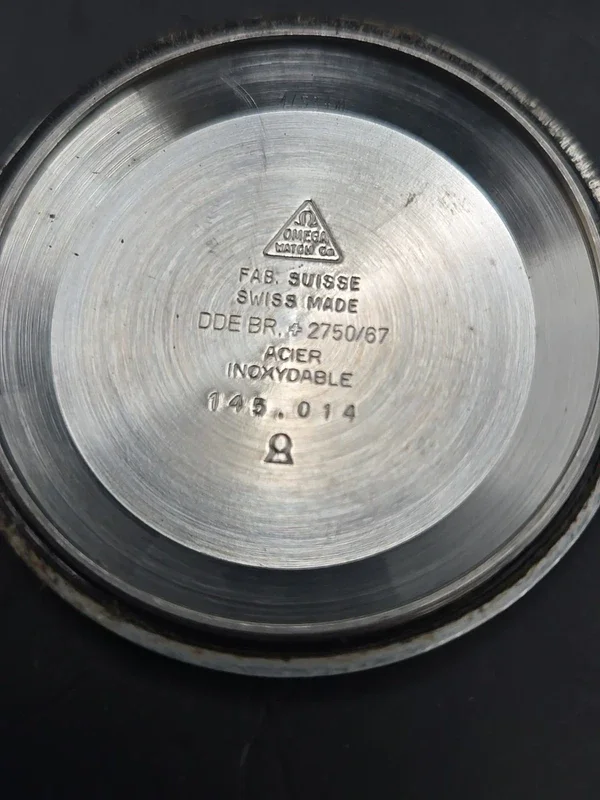 Ω
OMEGA
WATCH Co
FAB. SUISSE
SWISS MADE
DDE BR. + 2750/67
ACIER
INOXYDABLE
145.014